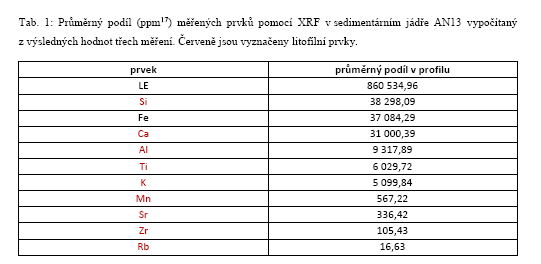 Tab. 1: Průměrný podíl (ppm17) měřených prvků pomocí XRF v sedimentárním jádře AN13 vypočítaný
z výsledných hodnot třech měření. Červeně jsou vyznačeny litofilní prvky.
prvek průměrný podíl v profilu
LE 860 534,96
Si 38 298,09
Fe 37 084,29
Ca 31 000,39
Al 9 317,89
Ti 6 029,72
K 5 099,84
Mn 567,22
Sr 336,42
Zr 105,43
Rb 16,63